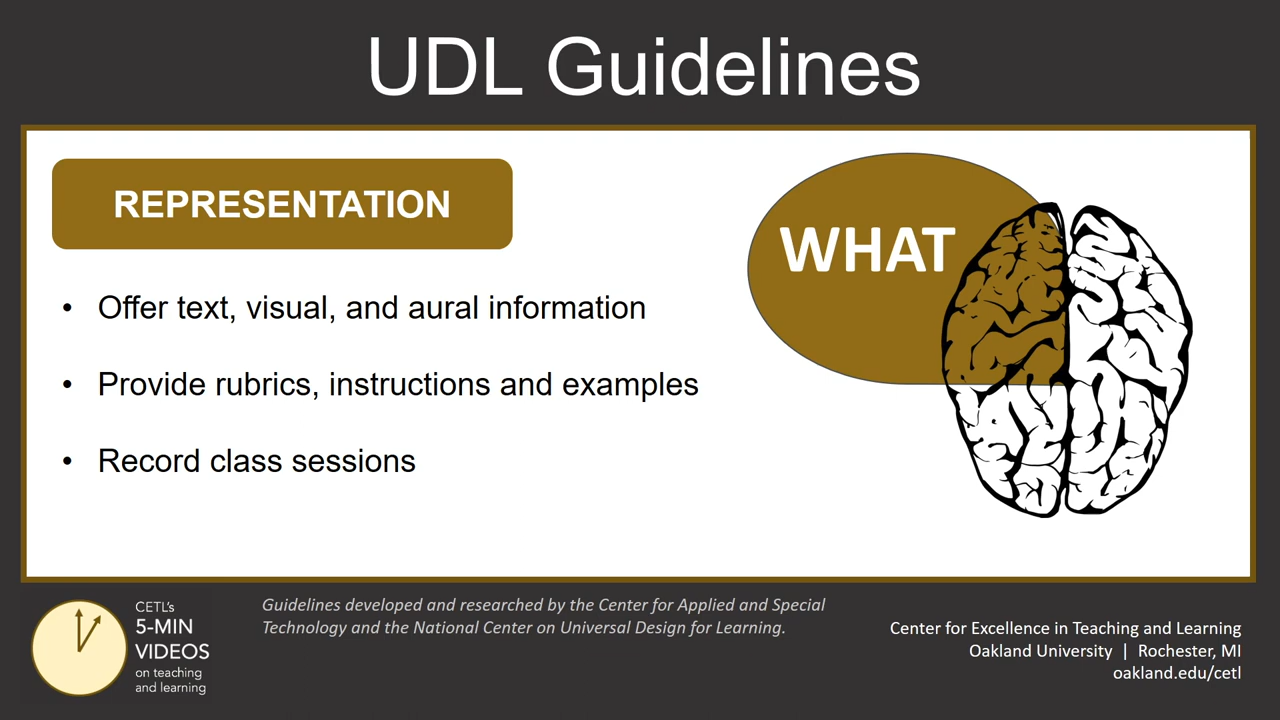 UDL Guidelines
REPRESENTATION
WHAT
• Offer text, visual, and aural information
• Provide rubrics, instructions and examples
• Record class sessions
CETL's
5-MIN
VIDEOS
on teaching
and learning
Guidelines developed and researched by the Center for Applied and Special
Technology and the National Center on Universal Design for Learning.
Center for Excellence in Teaching and Learning
Oakland University | Rochester, MI
oakland.edu/cetl